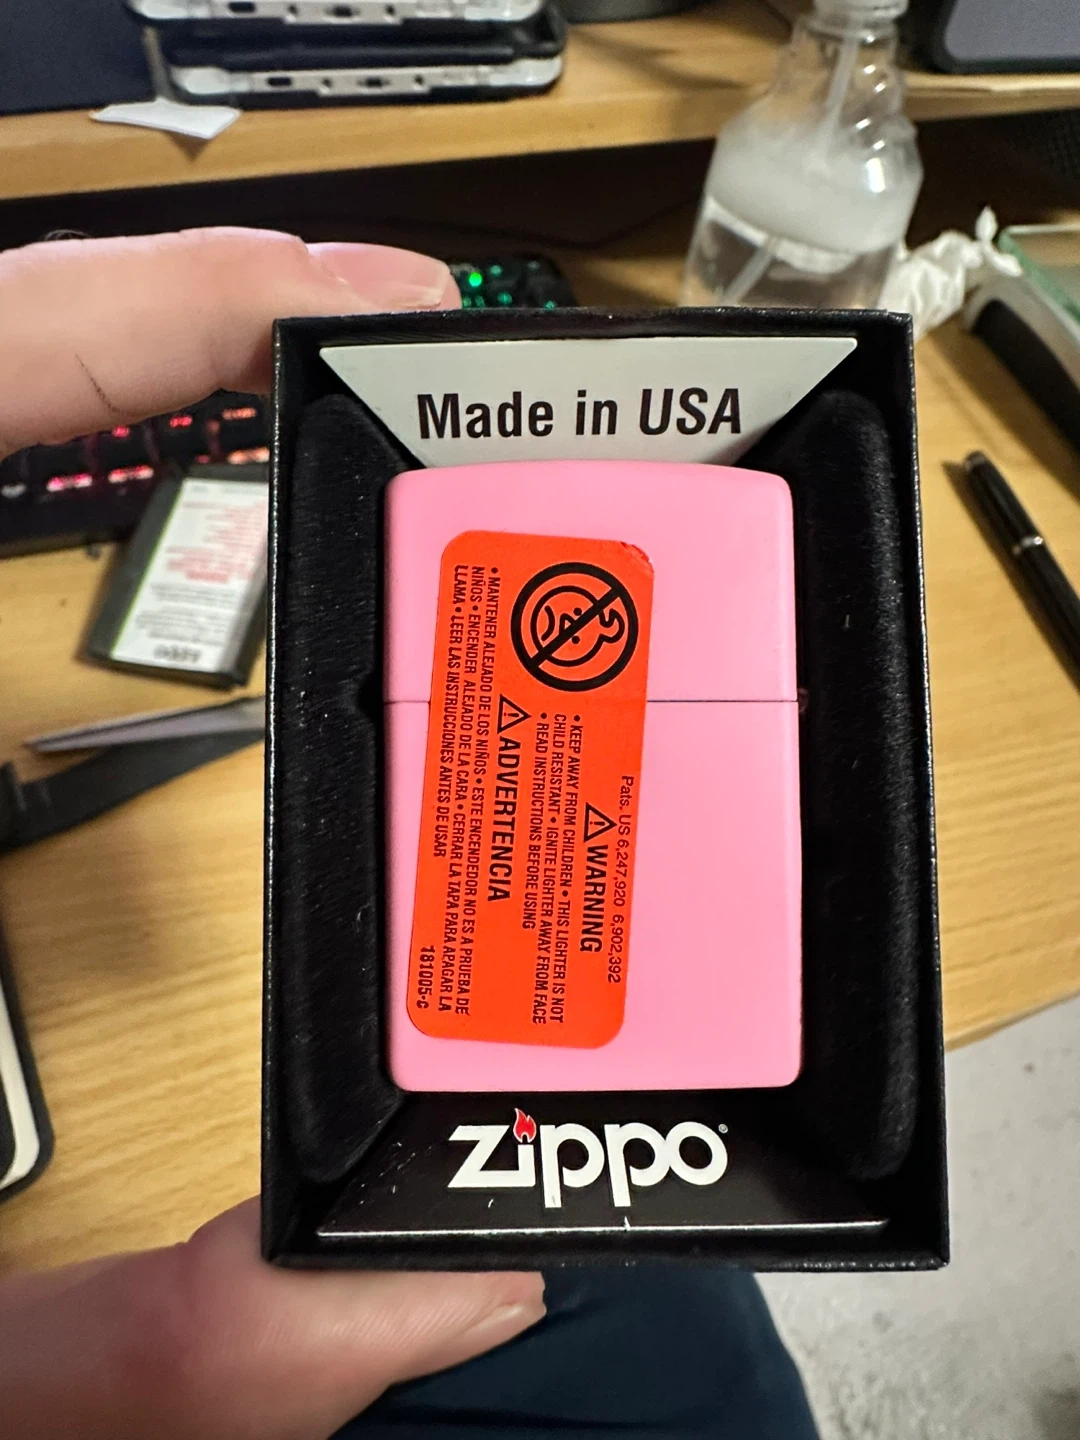 Made in USA
Pats. US 6,247,920 6,902,392
WARNING
• KEEP AWAY FROM CHILDREN • THIS LIGHTER IS NOT
CHILD RESISTANT • IGNITE LIGHTER AWAY FROM FACE
• READ INSTRUCTIONS BEFORE USING
ADVERTENCIA
• MANTENER ALEJADO DE LOS NIÑOS • ESTE ENCENDEDOR NO ES A PRUEBA DE
NIÑOS • ENCENDER ALEJADO DE LA CARA • CERRAR LA TAPA PARA APAGAR LA
LLAMA • LEER LAS INSTRUCCIONES ANTES DE USAR
181005-C
zippo®